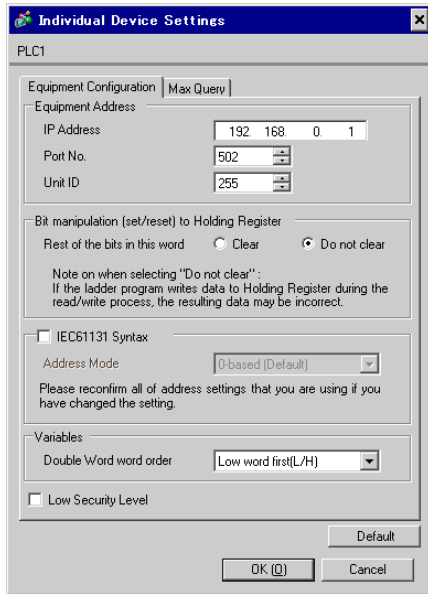 Individual Device Settings
PLC1
Equipment Configuration Max Query
Equipment Address
IP Address 192. 168. 0. 1
Port No. 502
Unit ID 255
Bit manipulation (set/reset) to Holding Register
Rest of the bits in this word Clear Do not clear
Note on when selecting "Do not clear" :
If the ladder program writes data to Holding Register during the
read/write process, the resulting data may be incorrect.
IEC61131 Syntax
Address Mode 0-based (Default)
Please reconfirm all of address settings that you are using if you
have changed the setting.
Variables
Double Word word order Low word first(L/H)
Low Security Level
Default
OK (O) Cancel